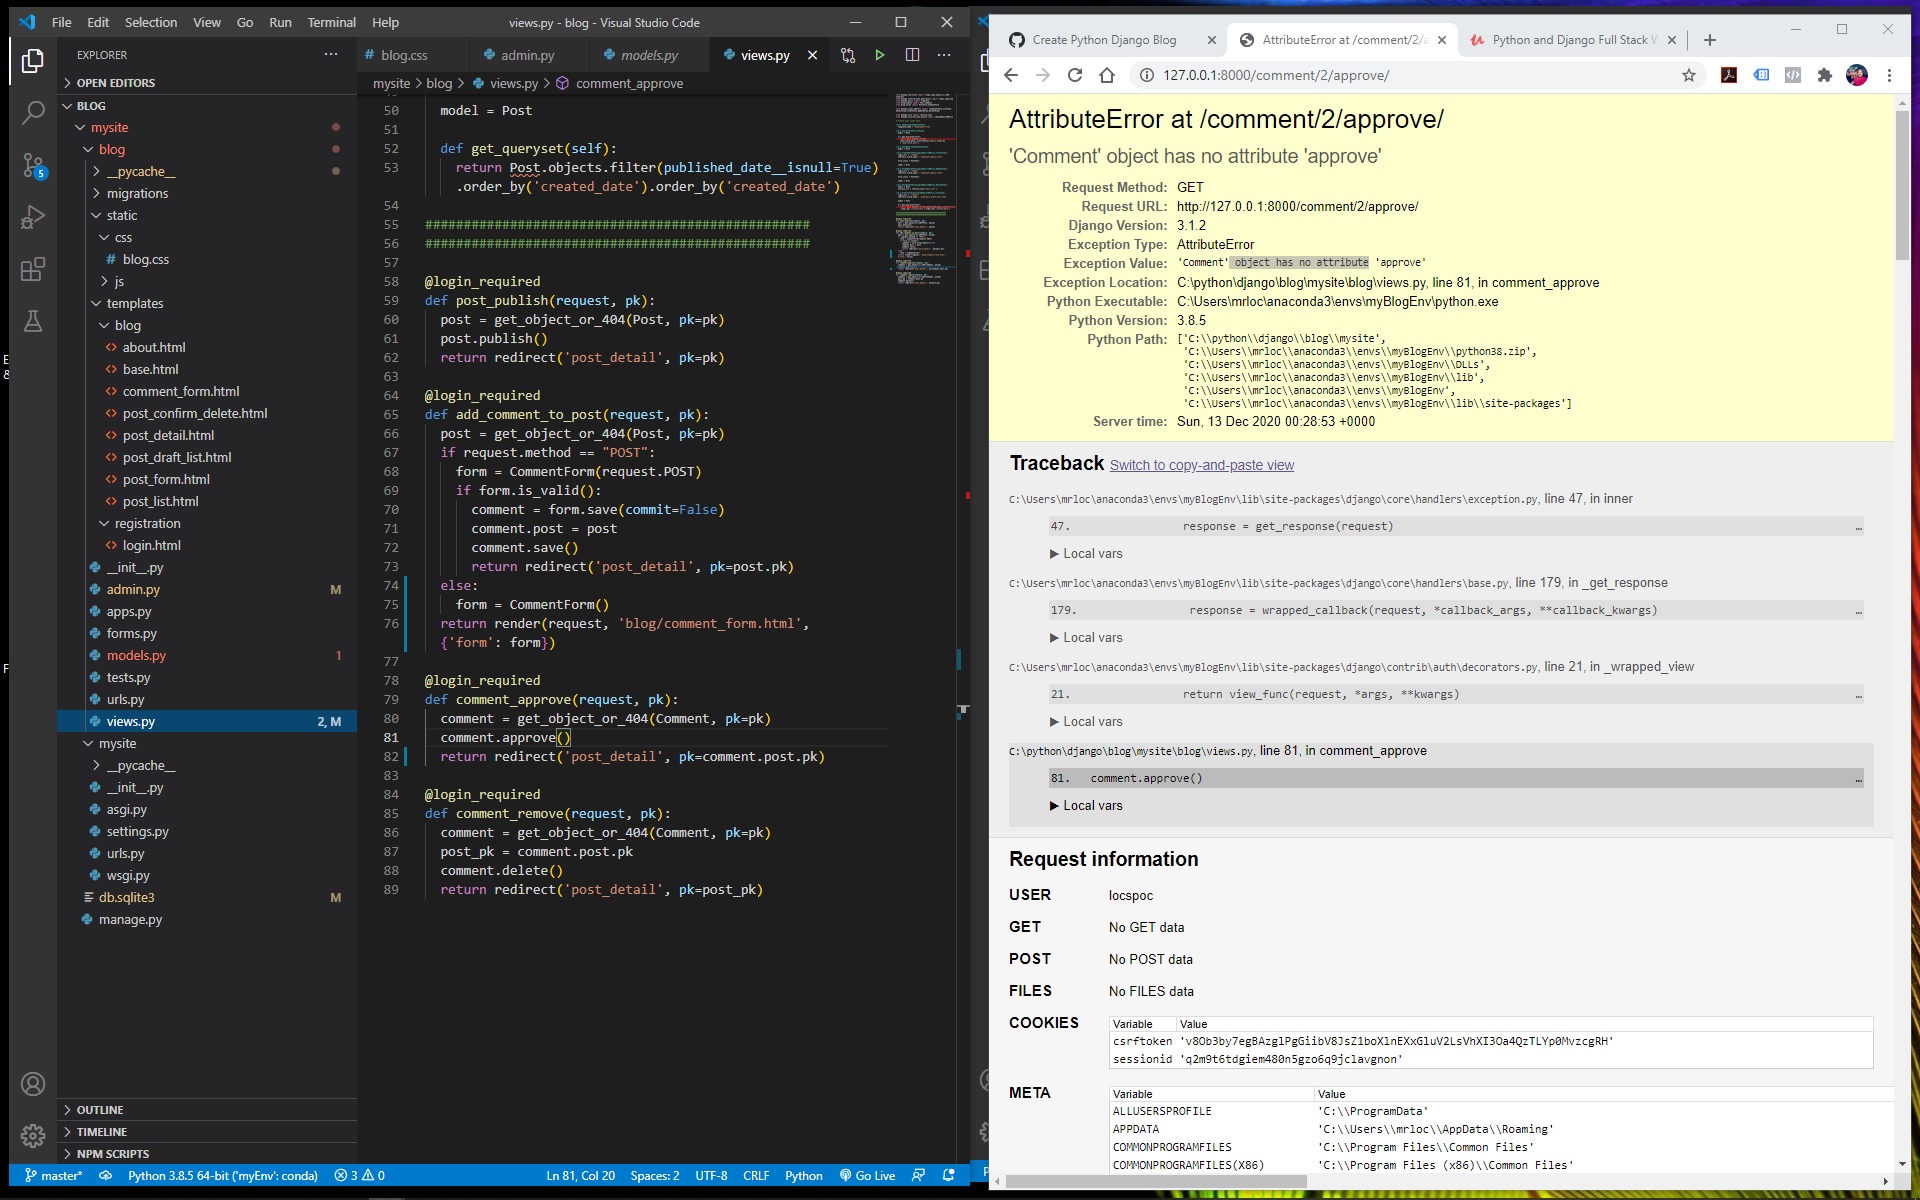 File Edit Selection View Go Run Terminal Help
views.py - blog - Visual Studio Code
EXPLORER
OPEN EDITORS
BLOG
mysite
blog
__pycache__
migrations
static
css
# blog.css
js
templates
blog
<> about.html
<> base.html
<> comment_form.html
<> post_confirm_delete.html
<> post_detail.html
<> post_draft_list.html
<> post_form.html
<> post_list.html
registration
<> login.html
__init__.py
admin.py M
apps.py
forms.py
models.py 1
tests.py
urls.py
views.py 2, M
mysite
__pycache__
__init__.py
asgi.py
settings.py
urls.py
wsgi.py
db.sqlite3 M
manage.py
OUTLINE
TIMELINE
NPM SCRIPTS
5
# blog.css admin.py models.py views.py
mysite > blog > views.py > comment_approve
50 model = Post
51
52 def get_queryset(self):
53 return Post.objects.filter(published_date__isnull=True)
.order_by('created_date').order_by('created_date')
54
55 ##################################################
56 ##################################################
57
58 @login_required
59 def post_publish(request, pk):
60 post = get_object_or_404(Post, pk=pk)
61 post.publish()
62 return redirect('post_detail', pk=pk)
63
64 @login_required
65 def add_comment_to_post(request, pk):
66 post = get_object_or_404(Post, pk=pk)
67 if request.method == "POST":
68 form = CommentForm(request.POST)
69 if form.is_valid():
70 comment = form.save(commit=False)
71 comment.post = post
72 comment.save()
73 return redirect('post_detail', pk=post.pk)
74 else:
75 form = CommentForm()
76 return render(request, 'blog/comment_form.html',
{'form': form})
77
78 @login_required
79 def comment_approve(request, pk):
80 comment = get_object_or_404(Comment, pk=pk)
81 comment.approve()
82 return redirect('post_detail', pk=comment.post.pk)
83
84 @login_required
85 def comment_remove(request, pk):
86 comment = get_object_or_404(Comment, pk=pk)
87 post_pk = comment.post.pk
88 comment.delete()
89 return redirect('post_detail', pk=post_pk)
master* Python 3.8.5 64-bit ('myEnv': conda) 3 0 Ln 81, Col 20 Spaces: 2 UTF-8 CRLF Python Go Live
Create Python Django Blog
AttributeError at /comment/2/a
Python and Django Full Stack W
127.0.0.1:8000/comment/2/approve/
AttributeError at /comment/2/approve/
'Comment' object has no attribute 'approve'
Request Method: GET
Request URL: http://127.0.0.1:8000/comment/2/approve/
Django Version: 3.1.2
Exception Type: AttributeError
Exception Value: 'Comment' object has no attribute 'approve'
Exception Location: C:\python\django\blog\mysite\blog\views.py, line 81, in comment_approve
Python Executable: C:\Users\mrloc\anaconda3\envs\myBlogEnv\python.exe
Python Version: 3.8.5
Python Path: ['C:\\python\\django\\blog\\mysite',
'C:\\Users\\mrloc\\anaconda3\\envs\\myBlogEnv\\python38.zip',
'C:\\Users\\mrloc\\anaconda3\\envs\\myBlogEnv\\DLLs',
'C:\\Users\\mrloc\\anaconda3\\envs\\myBlogEnv\\lib',
'C:\\Users\\mrloc\\anaconda3\\envs\\myBlogEnv',
'C:\\Users\\mrloc\\anaconda3\\envs\\myBlogEnv\\lib\\site-packages']
Server time: Sun, 13 Dec 2020 00:28:53 +0000
Traceback Switch to copy-and-paste view
C:\Users\mrloc\anaconda3\envs\myBlogEnv\lib\site-packages\django\core\handlers\exception.py, line 47, in inner
47. response = get_response(request) …
▶ Local vars
C:\Users\mrloc\anaconda3\envs\myBlogEnv\lib\site-packages\django\core\handlers\base.py, line 179, in _get_response
179. response = wrapped_callback(request, *callback_args, **callback_kwargs) …
▶ Local vars
C:\Users\mrloc\anaconda3\envs\myBlogEnv\lib\site-packages\django\contrib\auth\decorators.py, line 21, in _wrapped_view
21. return view_func(request, *args, **kwargs) …
▶ Local vars
C:\python\django\blog\mysite\blog\views.py, line 81, in comment_approve
81. comment.approve() …
▶ Local vars
Request information
USER locspoc
GET No GET data
POST No POST data
FILES No FILES data
COOKIES Variable Value
csrftoken 'v8Ob3by7egBAzg1PgGiibV8JsZ1boXlnEXxGluV2LsVhXI3Oa4QzTLYp0MvzcgRH'
sessionid 'q2m9t6tdgiem480n5gzo6q9jclavgnon'
META Variable Value
ALLUSERSPROFILE 'C:\\ProgramData'
APPDATA 'C:\\Users\\mrloc\\AppData\\Roaming'
COMMONPROGRAMFILES 'C:\\Program Files\\Common Files'
COMMONPROGRAMFILES(X86) 'C:\\Program Files (x86)\\Common Files'